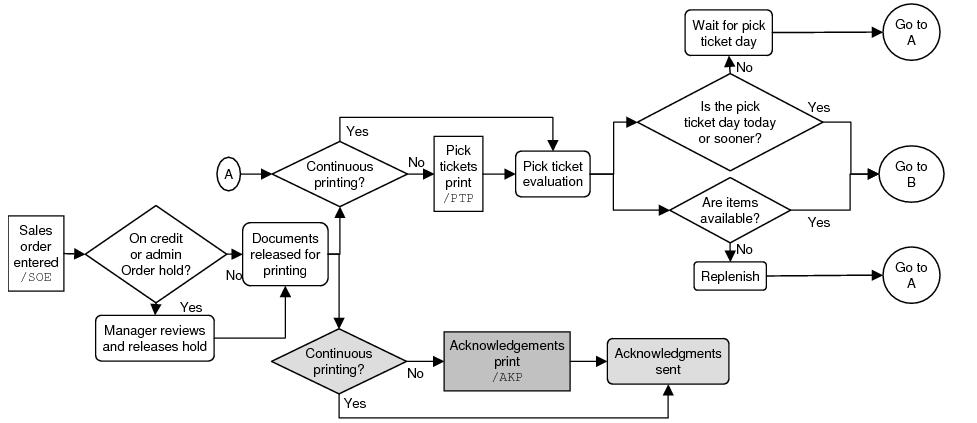 Sales
order
entered
/SOE
On credit
or admin
Order hold?
No
Yes
Manager reviews
and releases hold
Documents
released for
printing
A
Continuous
printing?
Yes
No
Pick
tickets
print
/PTP
Pick ticket
evaluation
Is the pick
ticket day today
or sooner?
No
Yes
Wait for pick
ticket day
Go to
A
Are items
available?
Yes
No
Go to
B
Replenish
Go to
A
Continuous
printing?
No
Yes
Acknowledgements
print
/AKP
Acknowledgments
sent